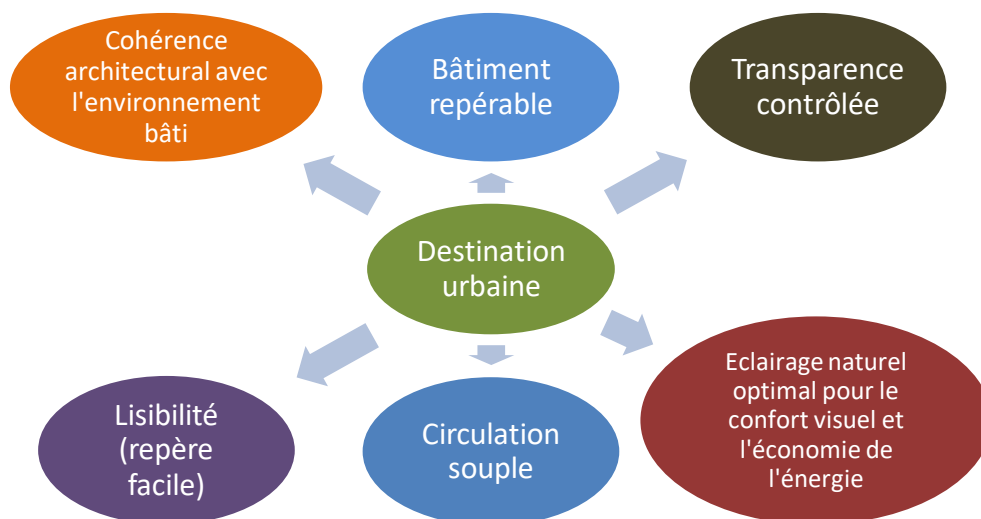 Cohérence
architectural avec
l'environnement
bâti
Bâtiment
repérable
Transparence
contrôlée
Destination
urbaine
Lisibilité
(repère
facile)
Circulation
souple
Eclairage naturel
optimal pour le
confort visuel et
l'économie de
l'énergie